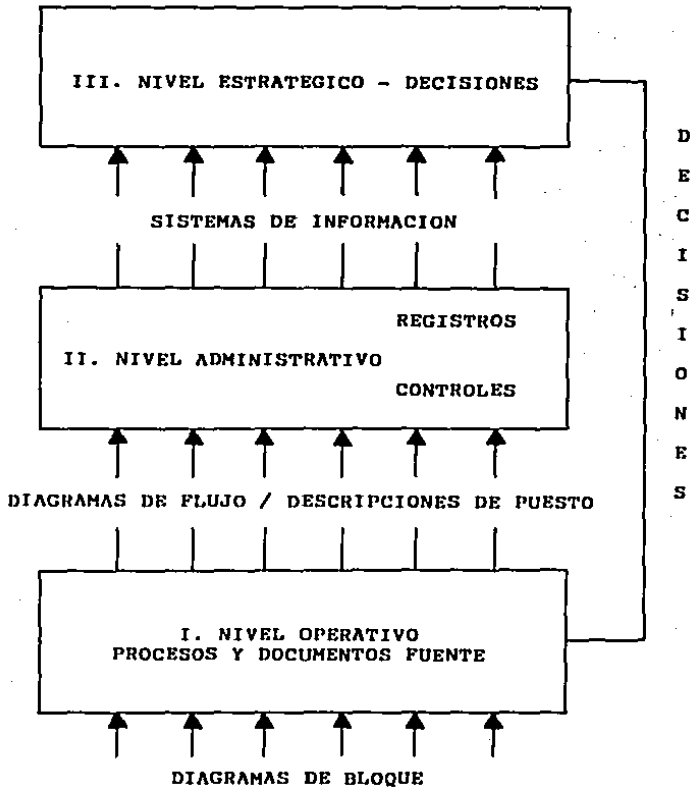 III. NIVEL ESTRATEGICO - DECISIONES
SISTEMAS DE INFORMACION
REGISTROS
II. NIVEL ADMINISTRATIVO
CONTROLES
DIAGRAMAS DE FLUJO / DESCRIPCIONES DE PUESTO
I. NIVEL OPERATIVO
PROCESOS Y DOCUMENTOS FUENTE
DIAGRAMAS DE BLOQUE
DECISIONES